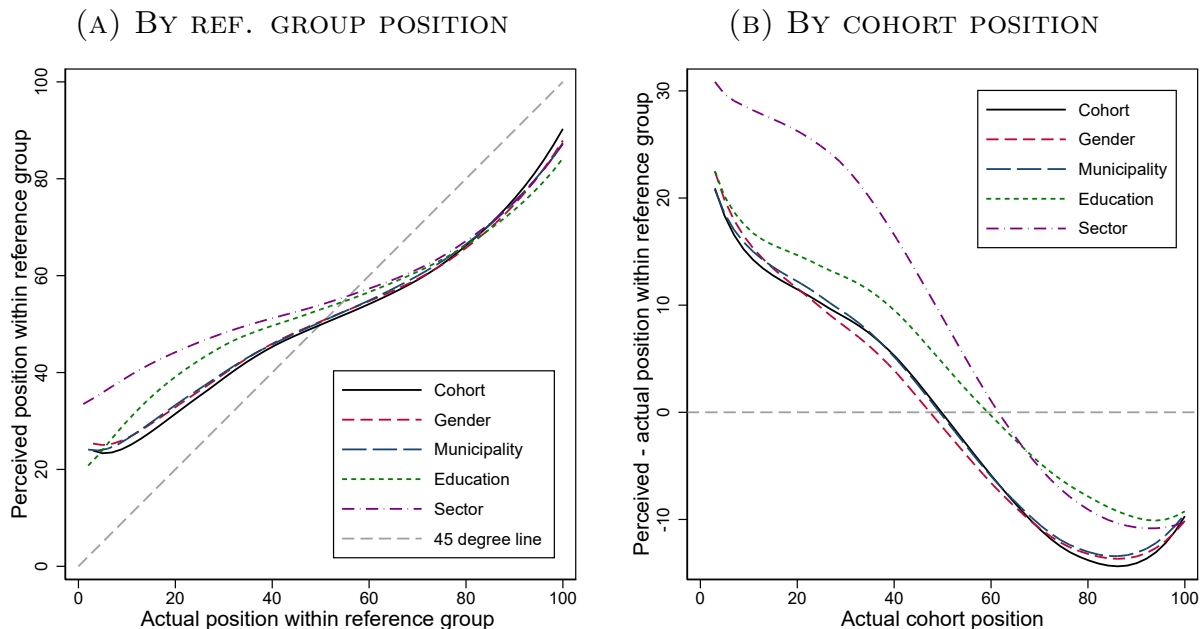 (A) By ref. group position
Perceived position within reference group
100
80
60
40
20
0
Cohort
Gender
Municipality
Education
Sector
45 degree line
0 20 40 60 80 100
Actual position within reference group
(B) By cohort position
Perceived - actual position within reference group
30
20
10
0
-10
Cohort
Gender
Municipality
Education
Sector
0 20 40 60 80 100
Actual cohort position